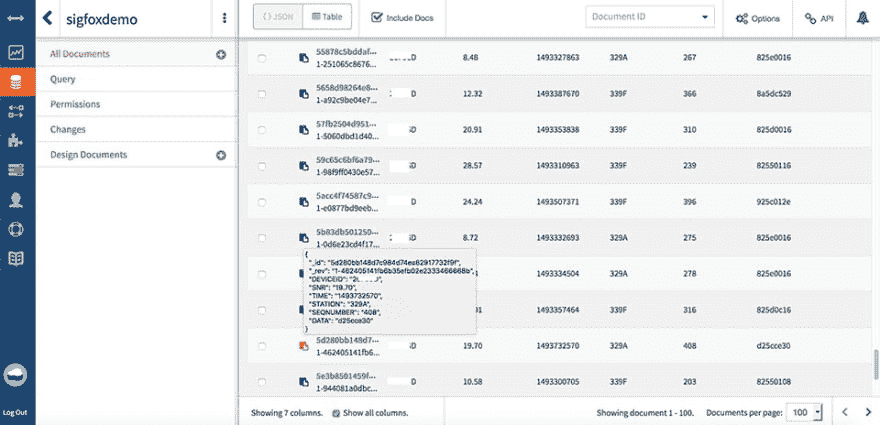 sigfoxdemo
{ } JSON
Table
Include Docs
Document ID
Options
API
All Documents
Query
Permissions
Changes
Design Documents
55878c5bddaf... D 8.48 1493327863 329A 267 825e0016
1-251065c8676...
5658d98264e8... D 12.32 1493387670 339F 366 8a5dc529
1-a92c9be04e7...
57fb2504d951... D 20.91 1493353838 339F 310 825d0016
1-5060dbd1d40...
59c65c6bf6a79... D 28.57 1493310963 339F 239 82550116
1-98f9ff0430e57...
5acc4f74587c9... D 24.24 1493507371 339F 396 925c012e
1-e0877bd9eeb...
5b83db501250... D 8.72 1493332693 329A 275 825e0016
1-0d6e23cd4f17...
{
"_id": "5d280bb148d7c984d74ea82917732f9f",
"_rev": "1-462405141fb6b35efb02e2333466668b",
"DEVICEID": "2
"SNR": "19.70",
"TIME": "1493732570",
"STATION": "329A",
"SEQNUMBER": "408",
"DATA": "d25cce30"
}
1493334504 329A 278 825e0016
1493357464 339F 316 825d0c16
5d280bb148d7... D 19.70 1493732570 329A 408 d25cce30
1-462405141fb6...
5e3b8501459f... D 10.58 1493300705 339F 203 82550108
1-944081a0dbc...
Log Out
Showing 7 columns.
Show all columns.
Showing document 1 - 100.
Documents per page:
100